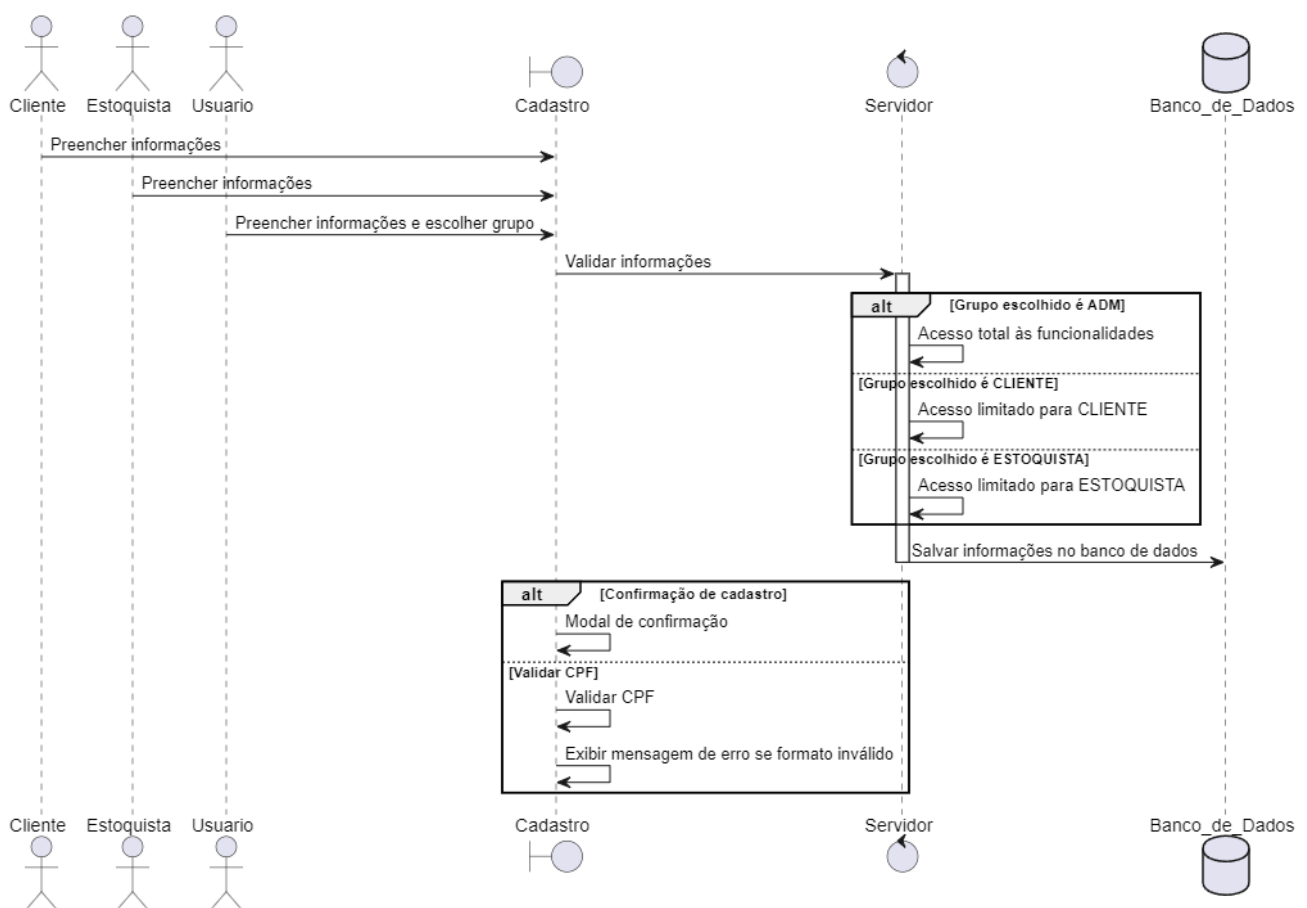 Cliente Estoquista Usuario Cadastro Servidor Banco_de_Dados
Preencher informações
Preencher informações
Preencher informações e escolher grupo
Validar informações
alt [Grupo escolhido é ADM]
Acesso total às funcionalidades
[Grupo escolhido é CLIENTE]
Acesso limitado para CLIENTE
[Grupo escolhido é ESTOQUISTA]
Acesso limitado para ESTOQUISTA
Salvar informações no banco de dados
alt [Confirmação de cadastro]
Modal de confirmação
[Validar CPF]
Validar CPF
Exibir mensagem de erro se formato inválido
Cliente Estoquista Usuario Cadastro Servidor Banco_de_Dados